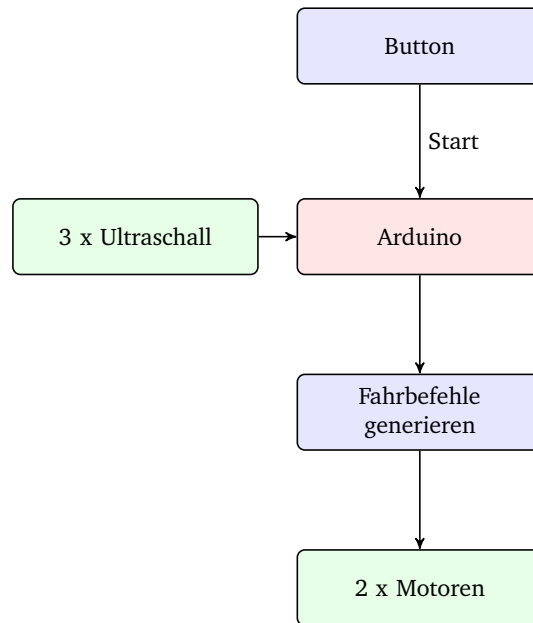 Button
Start
3 x Ultraschall
Arduino
Fahrbefehle
generieren
2 x Motoren